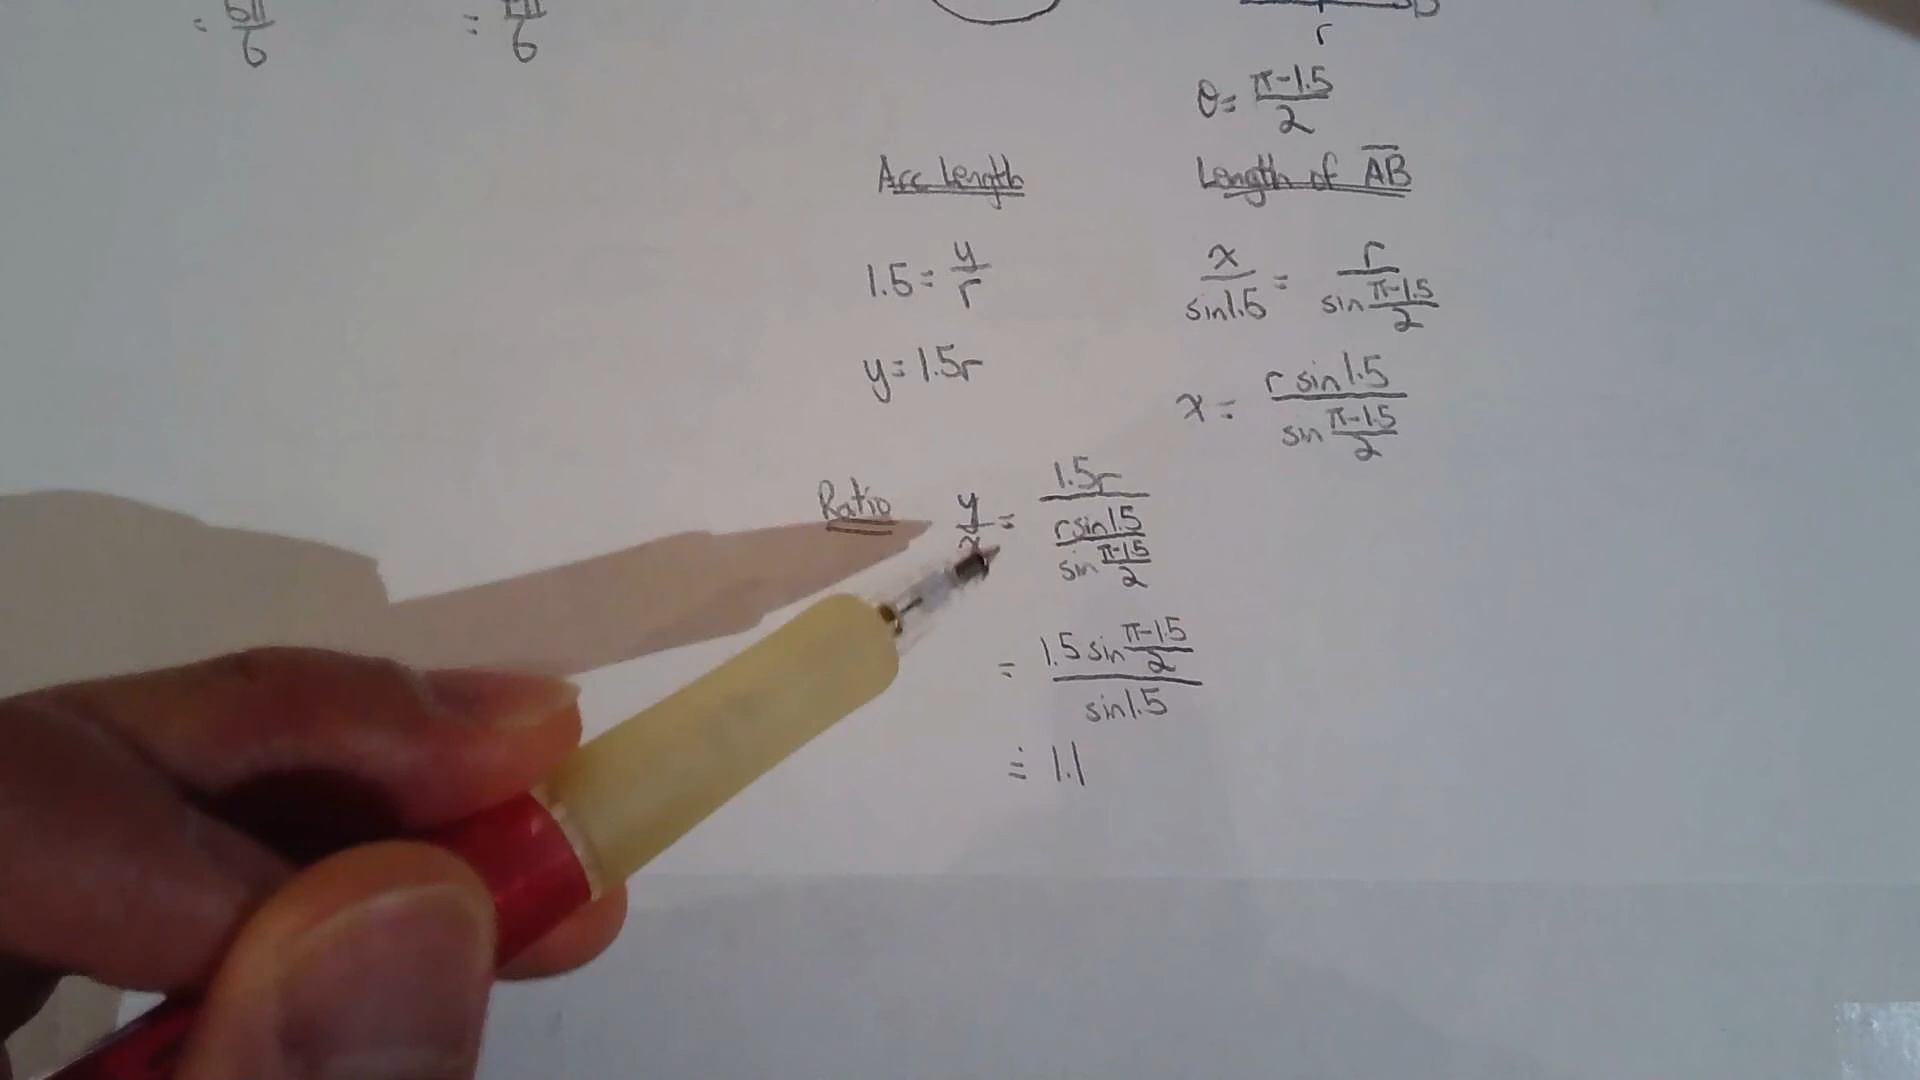 = 5π/6
= π/6
r
θ = (π-1.5)/2
Arc Length
1.5 = y/r
y = 1.5r
Length of AB
x/sin1.5 = r/sin((π-1.5)/2)
x = r sin1.5/sin((π-1.5)/2)
Ratio y/x = 1.5r/(rsin1.5/sin((π-1.5)/2))
= 1.5 sin((π-1.5)/2)/sin1.5
≐ 1.1